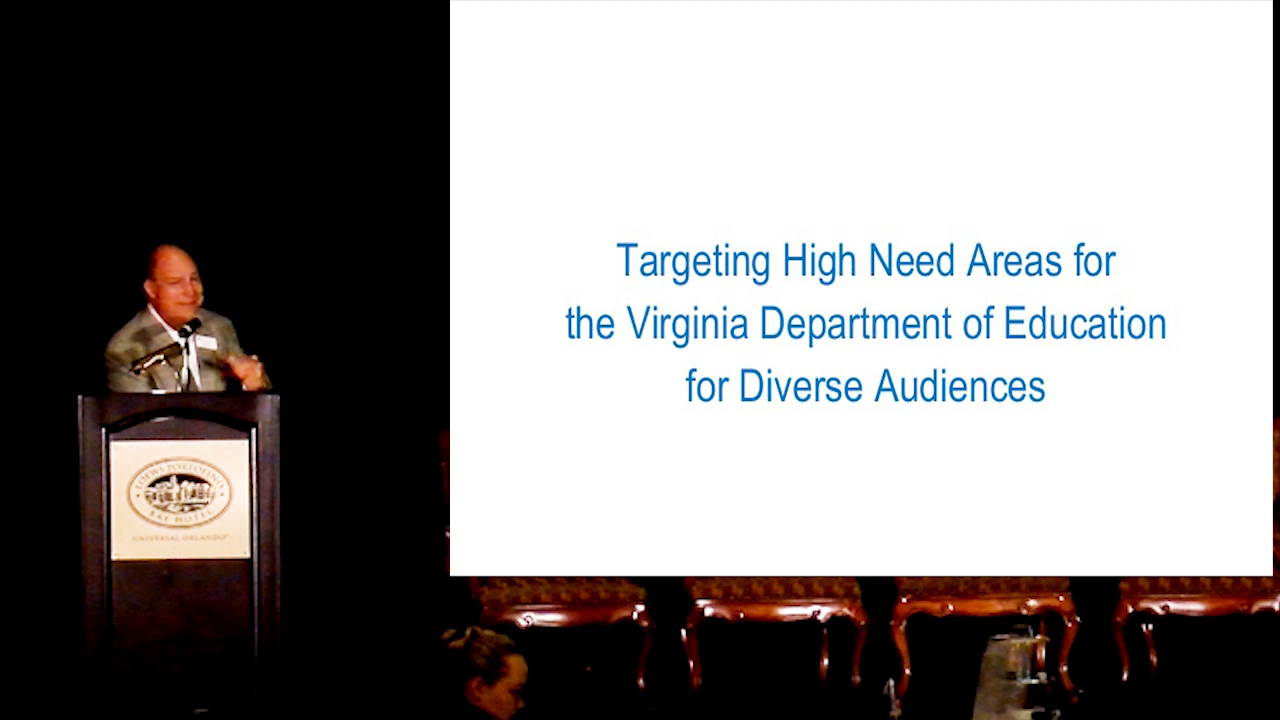 Targeting High Need Areas for
the Virginia Department of Education
for Diverse Audiences
LOEWS PORTOFINO
BAY HOTEL
UNIVERSAL ORLANDO